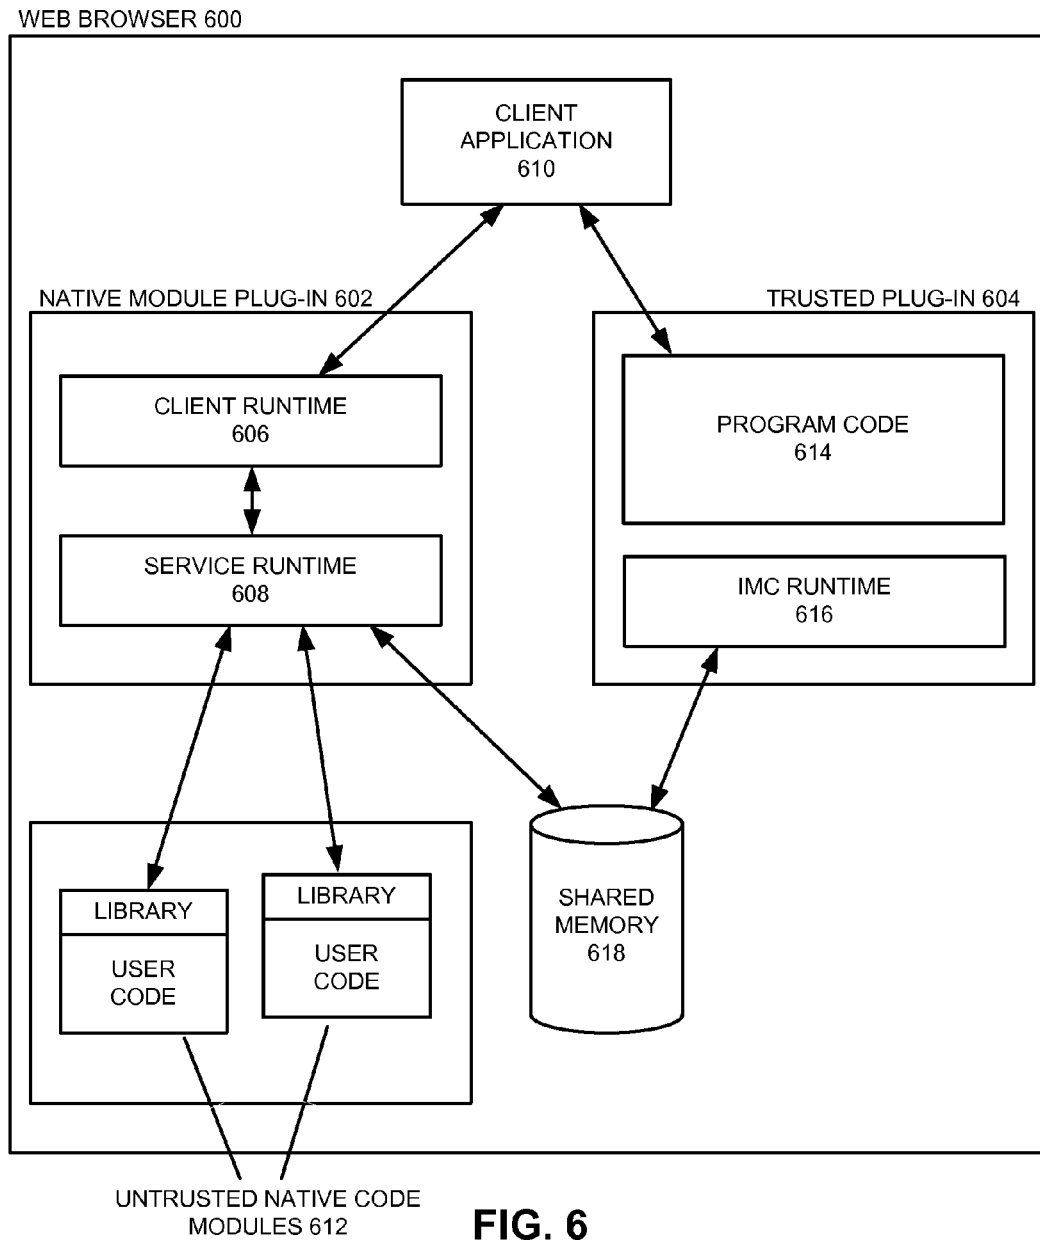 WEB BROWSER 600
CLIENT
APPLICATION
610
NATIVE MODULE PLUG-IN 602
TRUSTED PLUG-IN 604
CLIENT RUNTIME
606
SERVICE RUNTIME
608
PROGRAM CODE
614
IMC RUNTIME
616
LIBRARY
USER
CODE
LIBRARY
USER
CODE
SHARED
MEMORY
618
UNTRUSTED NATIVE CODE
MODULES 612
FIG. 6